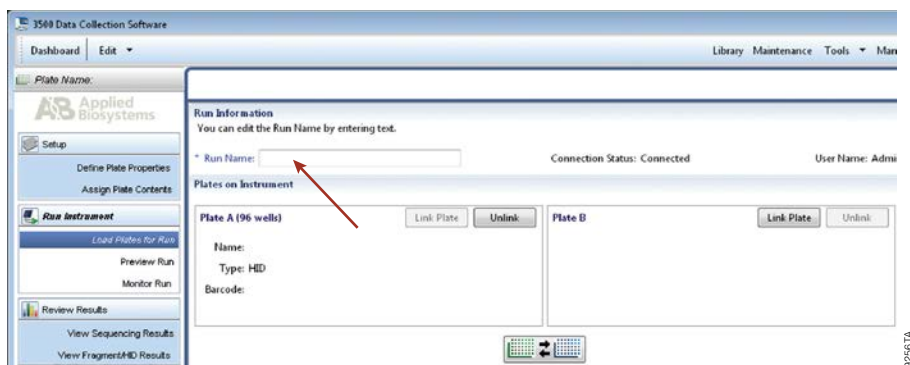 3500 Data Collection Software
Dashboard Edit
Library Maintenance Tools Man
Plate Name:
AB Applied Biosystems
Setup
Define Plate Properties
Assign Plate Contents
Run Instrument
Load Plates for Run
Preview Run
Monitor Run
Review Results
View Sequencing Results
View Fragment/HID Results
Run Information
You can edit the Run Name by entering text.
* Run Name:
Connection Status: Connected
User Name: Admi
Plates on Instrument
Plate A (96 wells) Link Plate Unlink
Name:
Type: HID
Barcode:
Plate B Link Plate Unlink